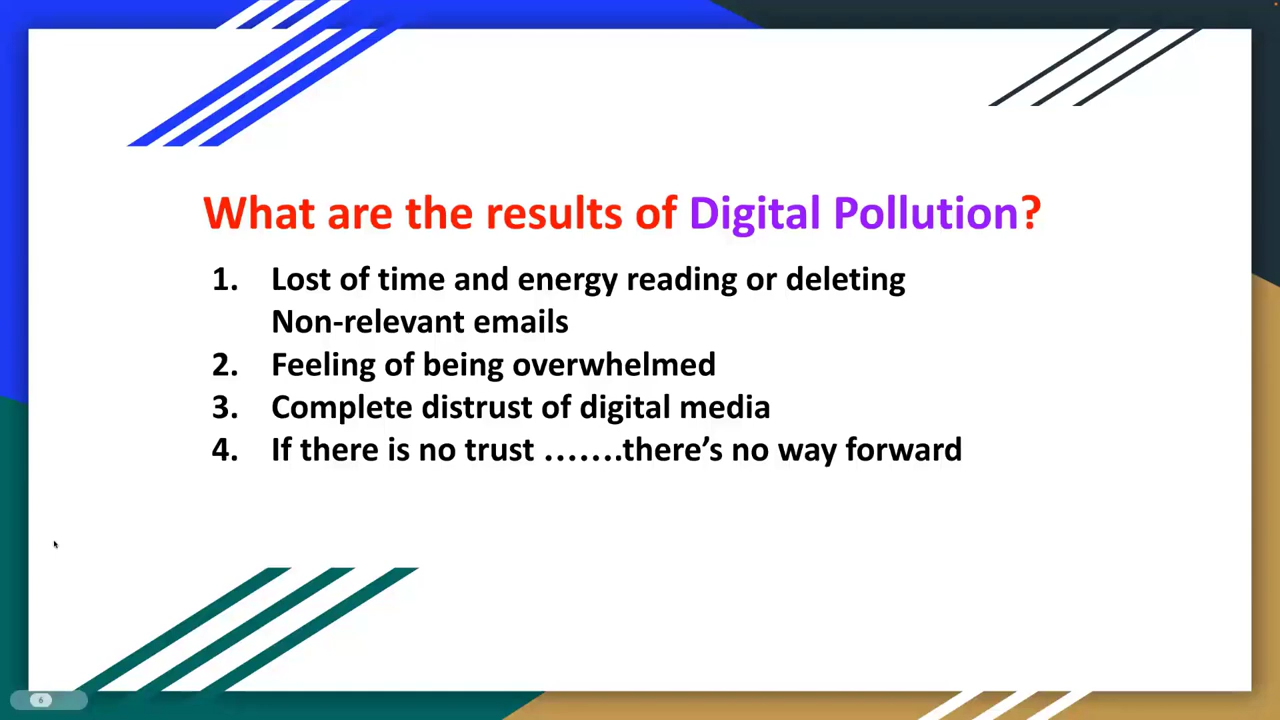 What are the results of Digital Pollution?
1. Lost of time and energy reading or deleting
Non-relevant emails
2. Feeling of being overwhelmed
3. Complete distrust of digital media
4. If there is no trust …….there’s no way forward
6